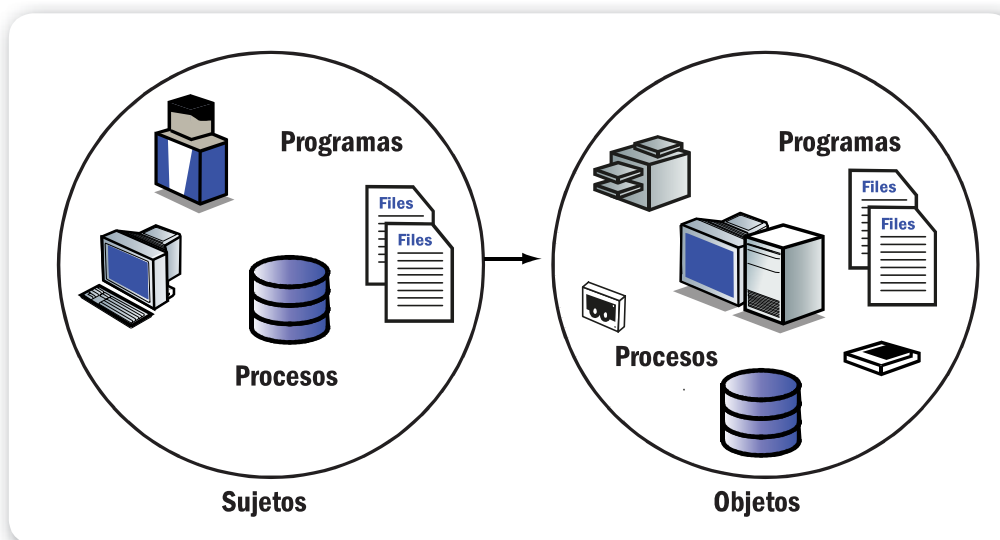 Programas
Files
Files
Procesos
Sujetos
Programas
Files
Files
Procesos
Objetos